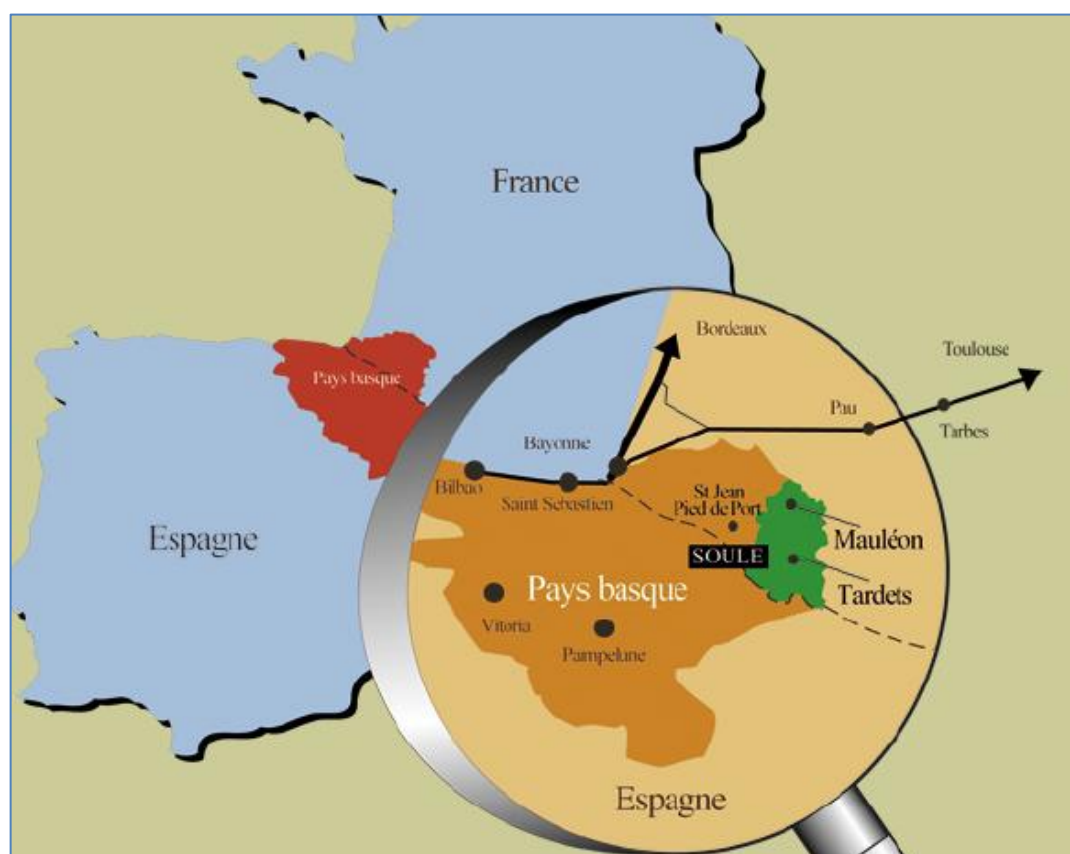 France
Pays basque
Espagne
Bordeaux
Toulouse
Pau
Tarbes
Bayonne
Bilbao
Saint Sébastien
St Jean
Pied de Port
SOULE
Mauléon
Tardets
Pays basque
Vitoria
Pampelune
Espagne